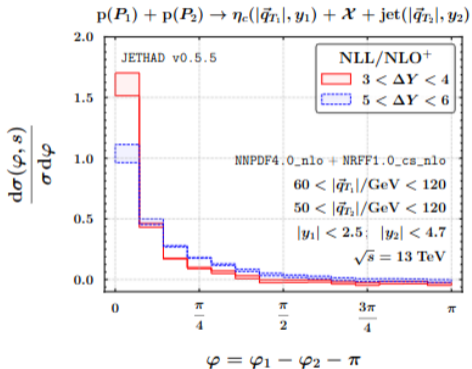 p(P₁) + p(P₂) → η_c(|q⃗_T₁|, y₁) + 𝒳 + jet(|q⃗_T₂|, y₂)
JETHAD v0.5.5
NLL/NLO⁺
3 < ΔY < 4
5 < ΔY < 6
NNPDF4.0_nlo + NRFF1.0_cs_nlo
60 < |q⃗_T₁|/GeV < 120
50 < |q⃗_T₂|/GeV < 120
|y₁| < 2.5; |y₂| < 4.7
√s = 13 TeV
dσ(φ, s)
σ dφ
2.0
1.5
1.0
0.5
0.0
0 π/4 π/2 3π/4 π
φ = φ₁ − φ₂ − π